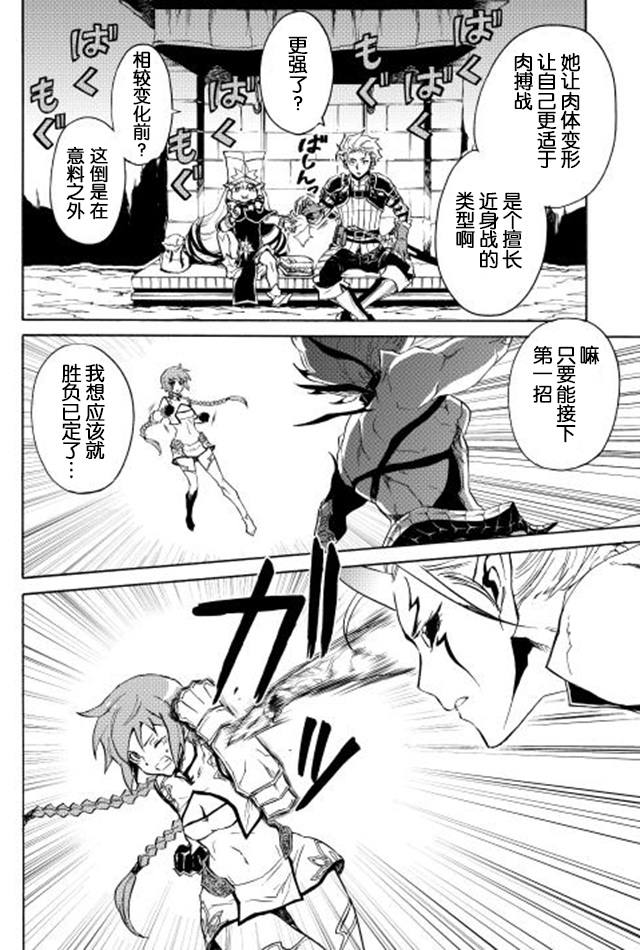 她让肉体变形
让自己更适于
肉搏战
是个擅长
近身战的
类型啊
更强了？
相较变化前？
这倒是在
意料之外
ばく
もぐ
ばく
もぐ
ばく
もぐ
ばしんっ
嘛
只要能接下
第一招
我想应该就
胜负已定了…
ガッ